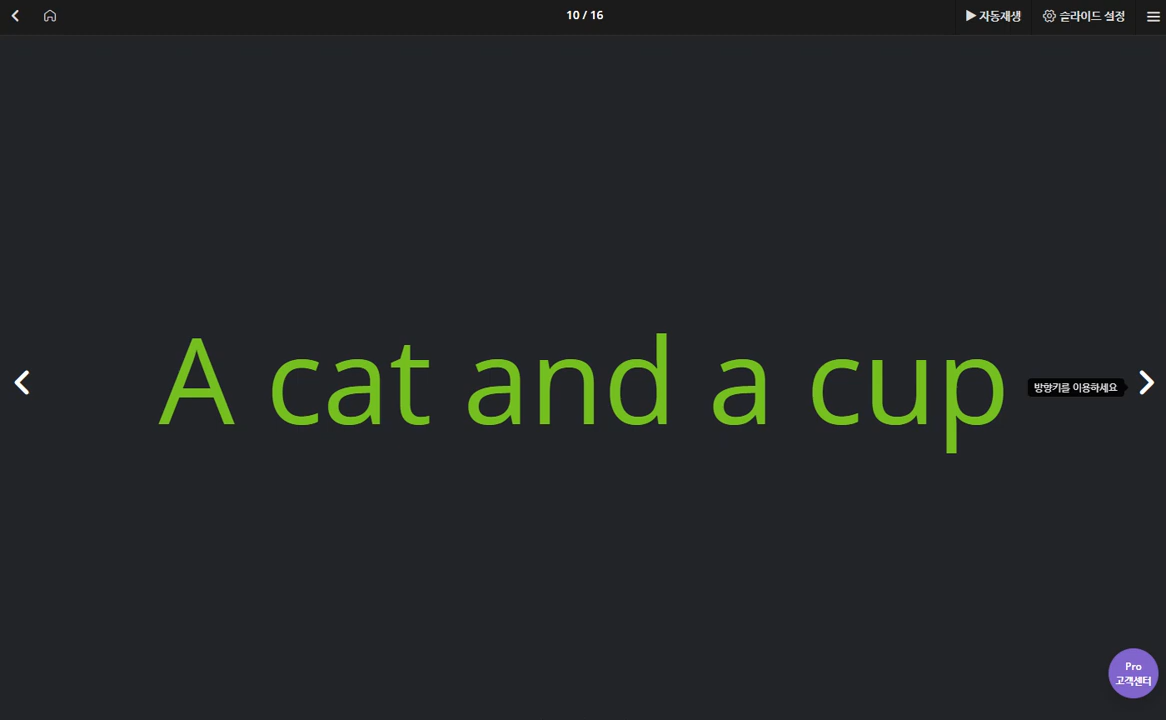 10 / 16
자동재생
슬라이드 설정
A cat and a cup
방향키를 이용하세요
Pro
고객센터